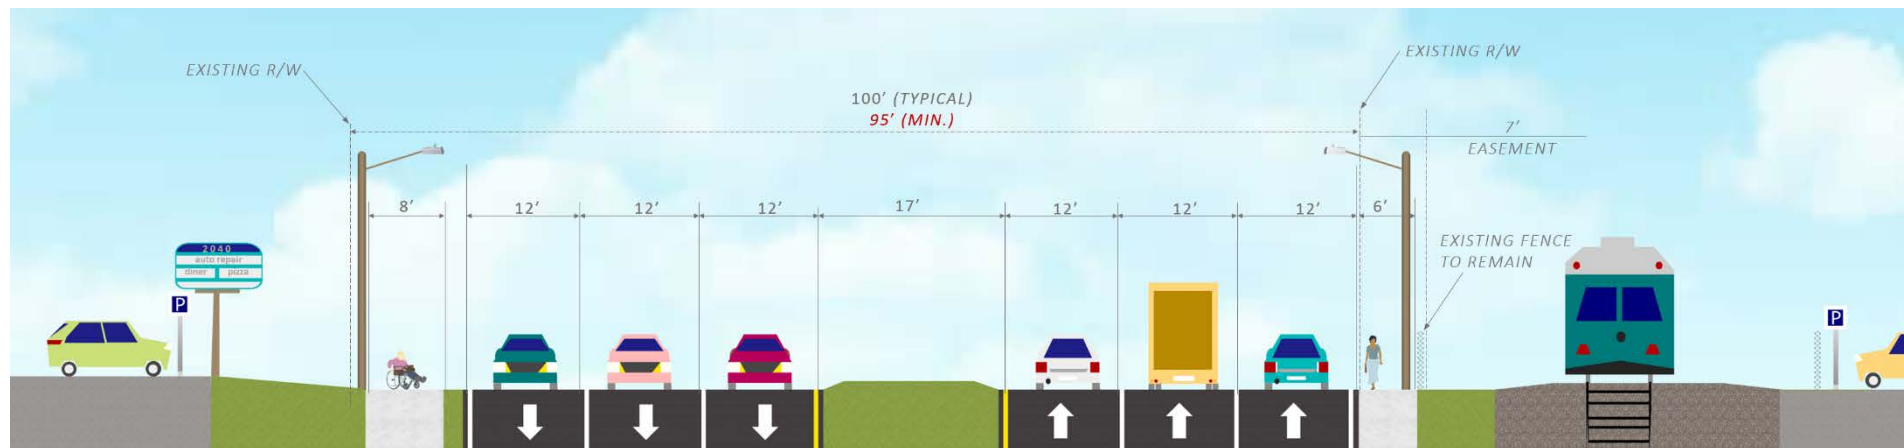 EXISTING R/W
EXISTING R/W
100' (TYPICAL)
95' (MIN.)
7'
EASEMENT
8'
12'
12'
12'
17'
12'
12'
12'
6'
EXISTING FENCE
TO REMAIN
2040
auto repair
diner pizza
P
P